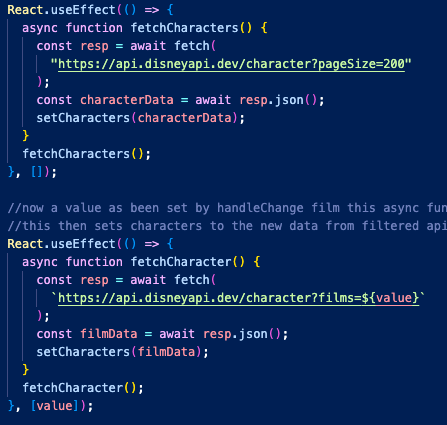 React.useEffect(() => {
async function fetchCharacters() {
const resp = await fetch(
"https://api.disneyapi.dev/character?pageSize=200"
);
const characterData = await resp.json();
setCharacters(characterData);
}
fetchCharacters();
}, []);
//now a value as been set by handleChange film this async fun
//this then sets characters to the new data from filtered api
React.useEffect(() => {
async function fetchCharacter() {
const resp = await fetch(
`https://api.disneyapi.dev/character?films=${value}`
);
const filmData = await resp.json();
setCharacters(filmData);
}
fetchCharacter();
}, [value]);